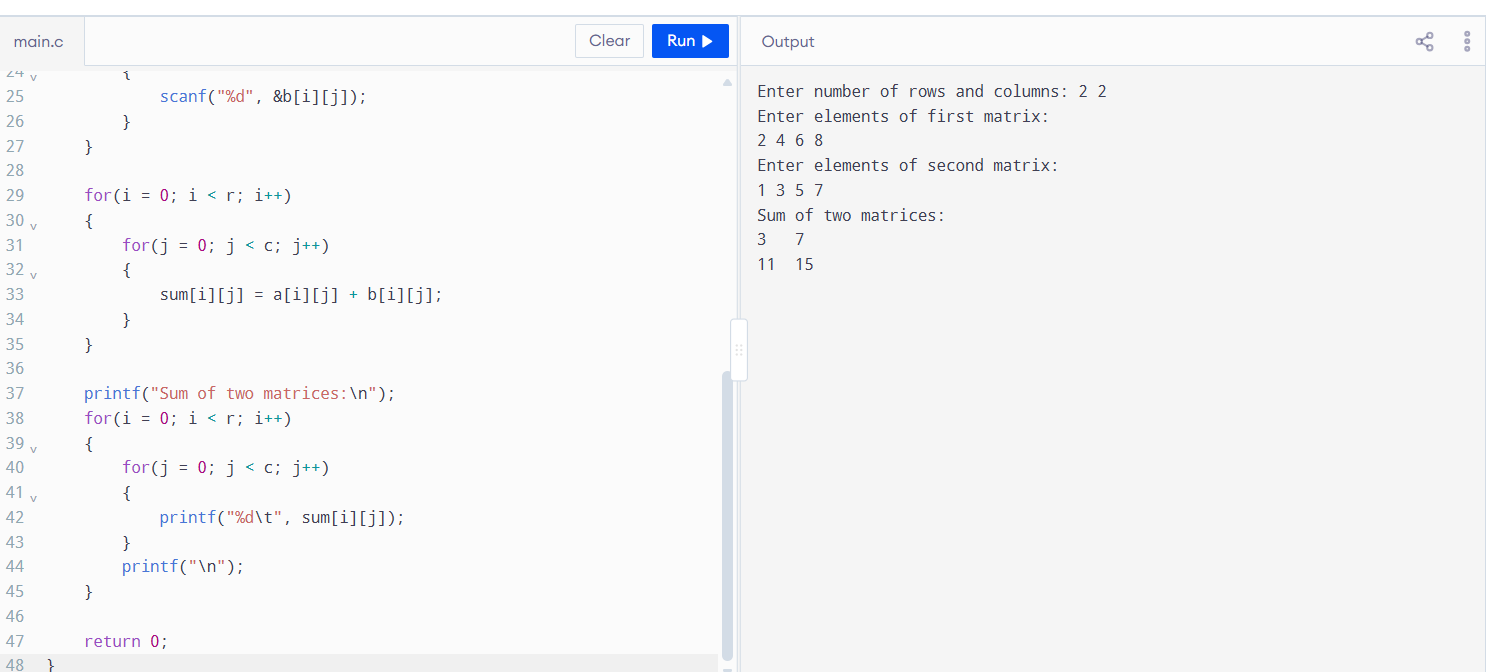 main.c
Clear
Run
24 {
25 scanf("%d", &b[i][j]);
26 }
27 }
28
29 for(i = 0; i < r; i++)
30 {
31 for(j = 0; j < c; j++)
32 {
33 sum[i][j] = a[i][j] + b[i][j];
34 }
35 }
36
37 printf("Sum of two matrices:\n");
38 for(i = 0; i < r; i++)
39 {
40 for(j = 0; j < c; j++)
41 {
42 printf("%d\t", sum[i][j]);
43 }
44 printf("\n");
45 }
46
47 return 0;
48 }
Output
Enter number of rows and columns: 2 2
Enter elements of first matrix:
2 4 6 8
Enter elements of second matrix:
1 3 5 7
Sum of two matrices:
3 7
11 15